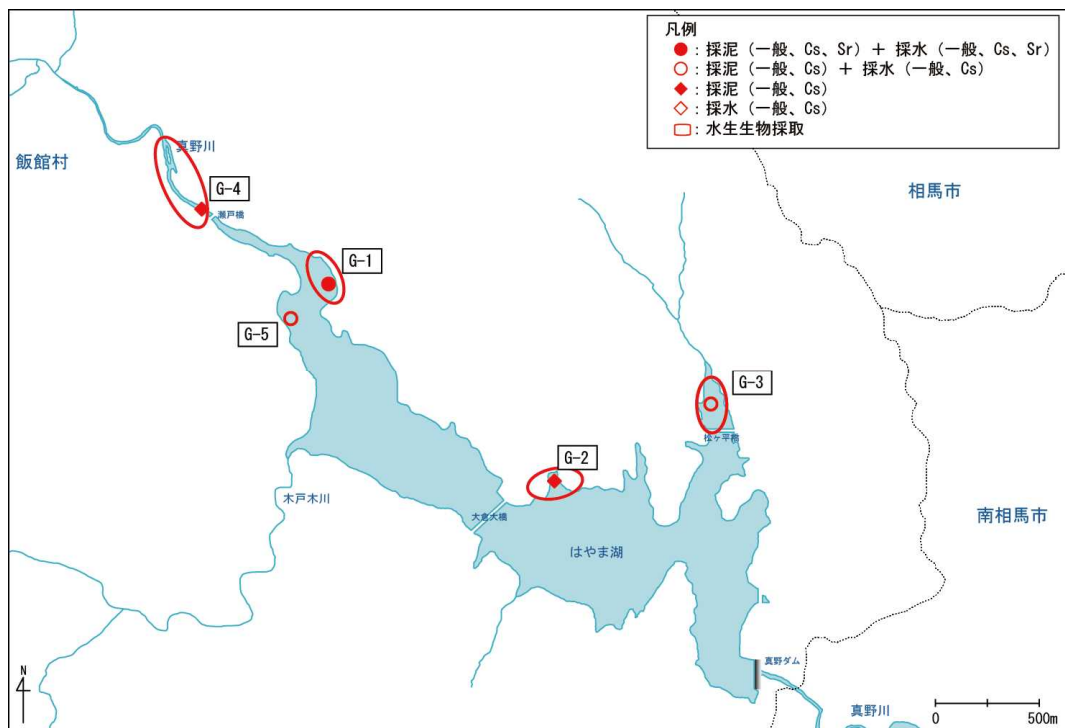 凡例
：採泥（一般、Cs、Sr）＋ 採水（一般、Cs、Sr）
：採泥（一般、Cs）＋ 採水（一般、Cs）
：採泥（一般、Cs）
：採水（一般、Cs）
：水生生物採取
真野川
飯館村
G-4
瀬戸橋
相馬市
G-1
G-5
G-3
松ヶ平橋
G-2
木戸木川
大倉大橋
南相馬市
はやま湖
真野ダム
N
真野川
0
500m